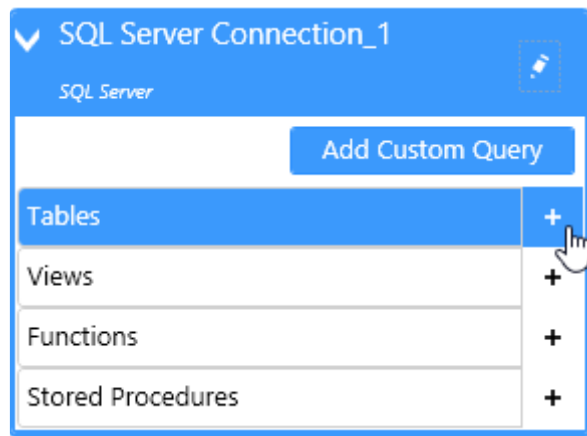 SQL Server Connection_1
SQL Server
Add Custom Query
Tables +
Views +
Functions +
Stored Procedures +